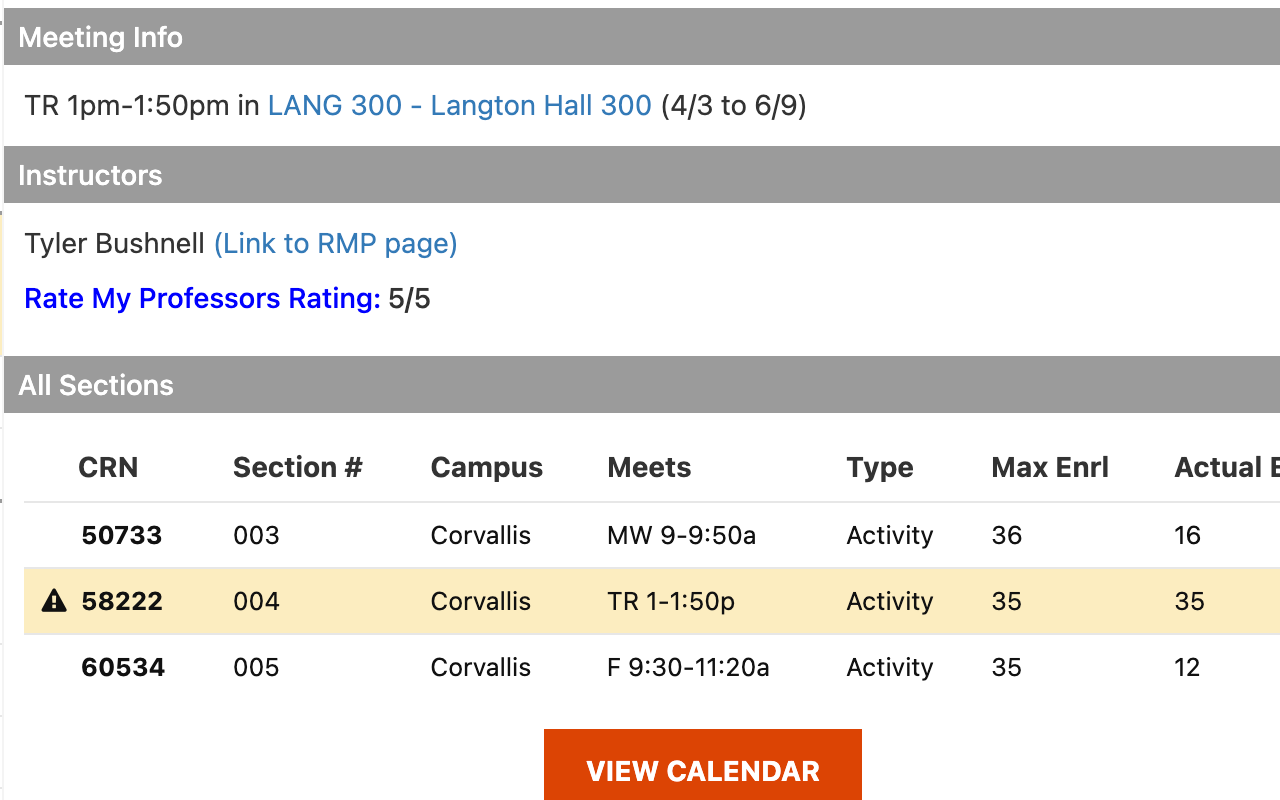 Meeting Info
TR 1pm-1:50pm in LANG 300 - Langton Hall 300 (4/3 to 6/9)
Instructors
Tyler Bushnell (Link to RMP page)
Rate My Professors Rating: 5/5
All Sections
CRN Section # Campus Meets Type Max Enrl Actual E
50733 003 Corvallis MW 9-9:50a Activity 36 16
58222 004 Corvallis TR 1-1:50p Activity 35 35
60534 005 Corvallis F 9:30-11:20a Activity 35 12
VIEW CALENDAR